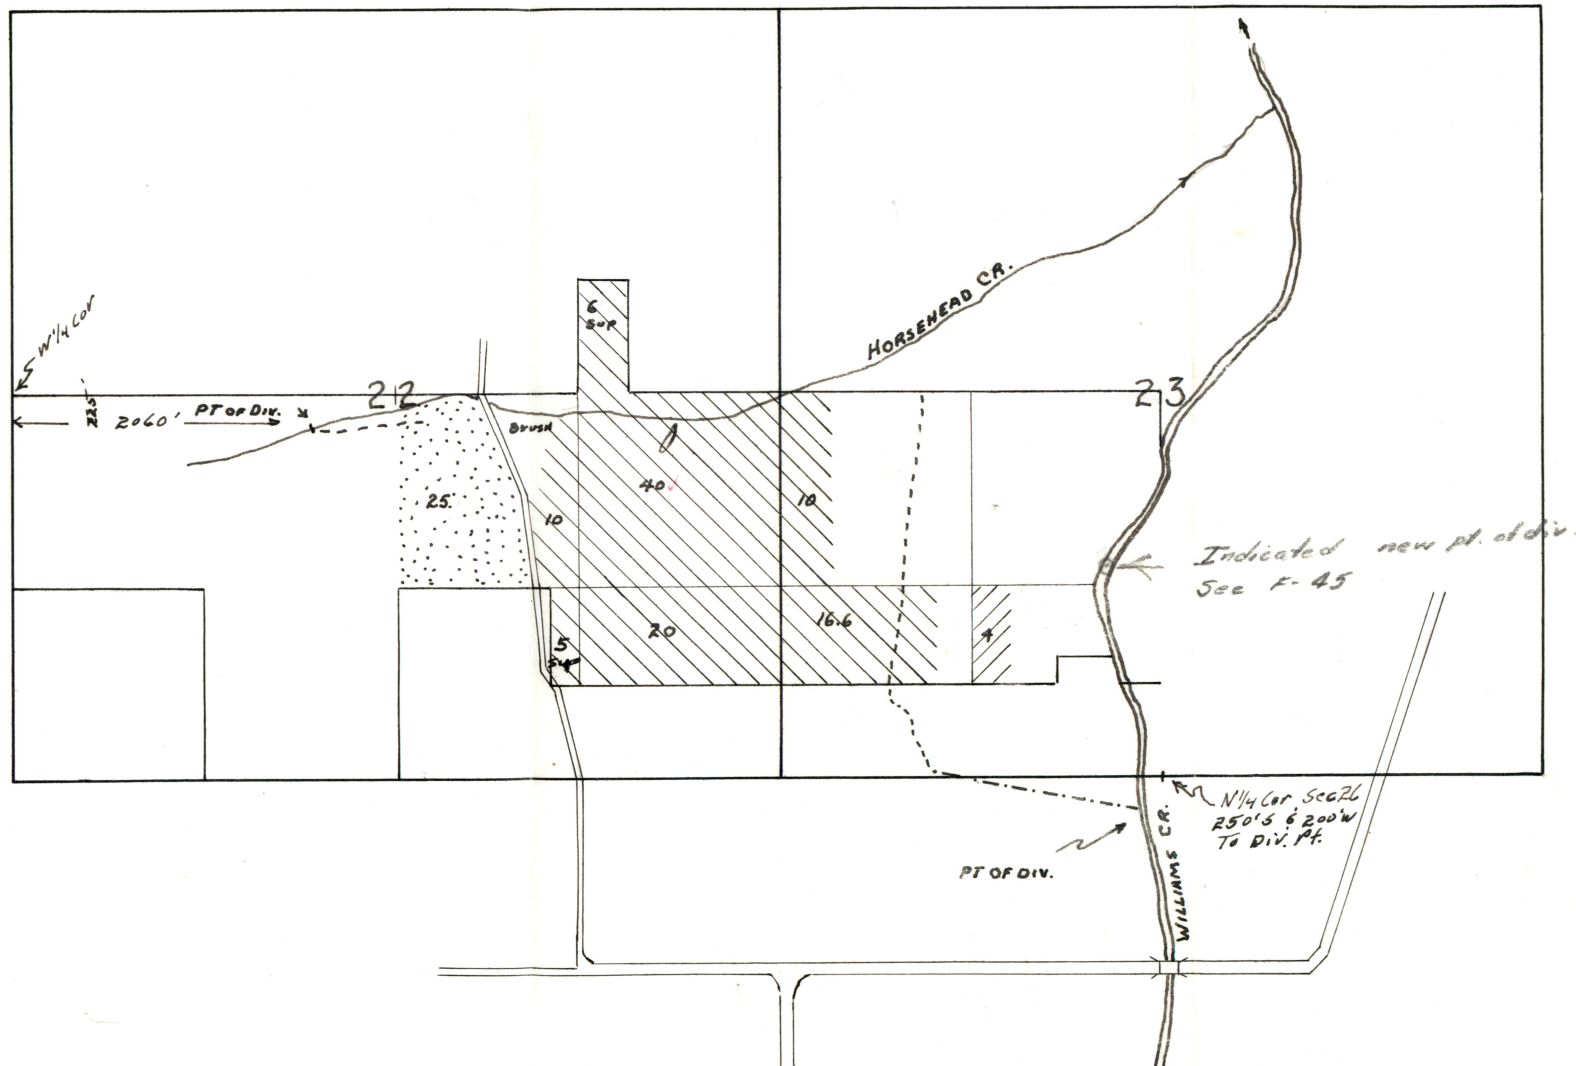 W 1/4 Cor
225'
2060'
PT OF DIV.
22
23
HORSEHEAD CR.
6
SUP
Brush
25
10
40
10
5
Sup
20
16.6
4
Indicated new pt. of div.
See F-45
N 1/4 Cor Sec 26
250'S & 200'W
To Div. Pt.
PT OF DIV.
WILLIAMS CR.